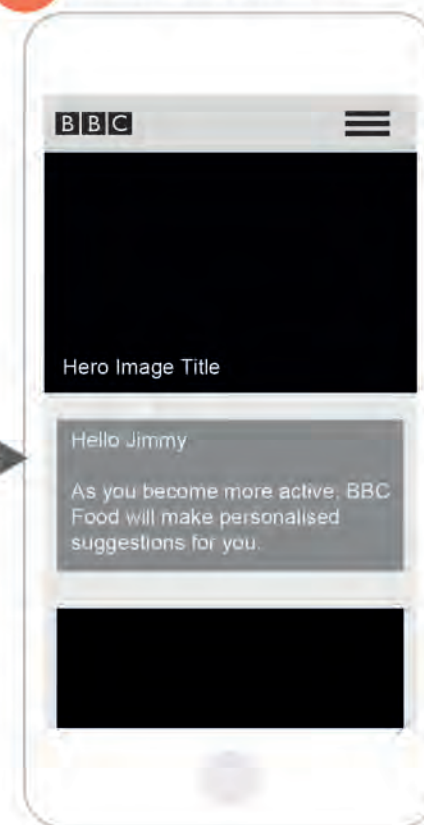 BBC
Hero Image Title
Hello Jimmy
As you become more active, BBC
Food will make personalised
suggestions for you.